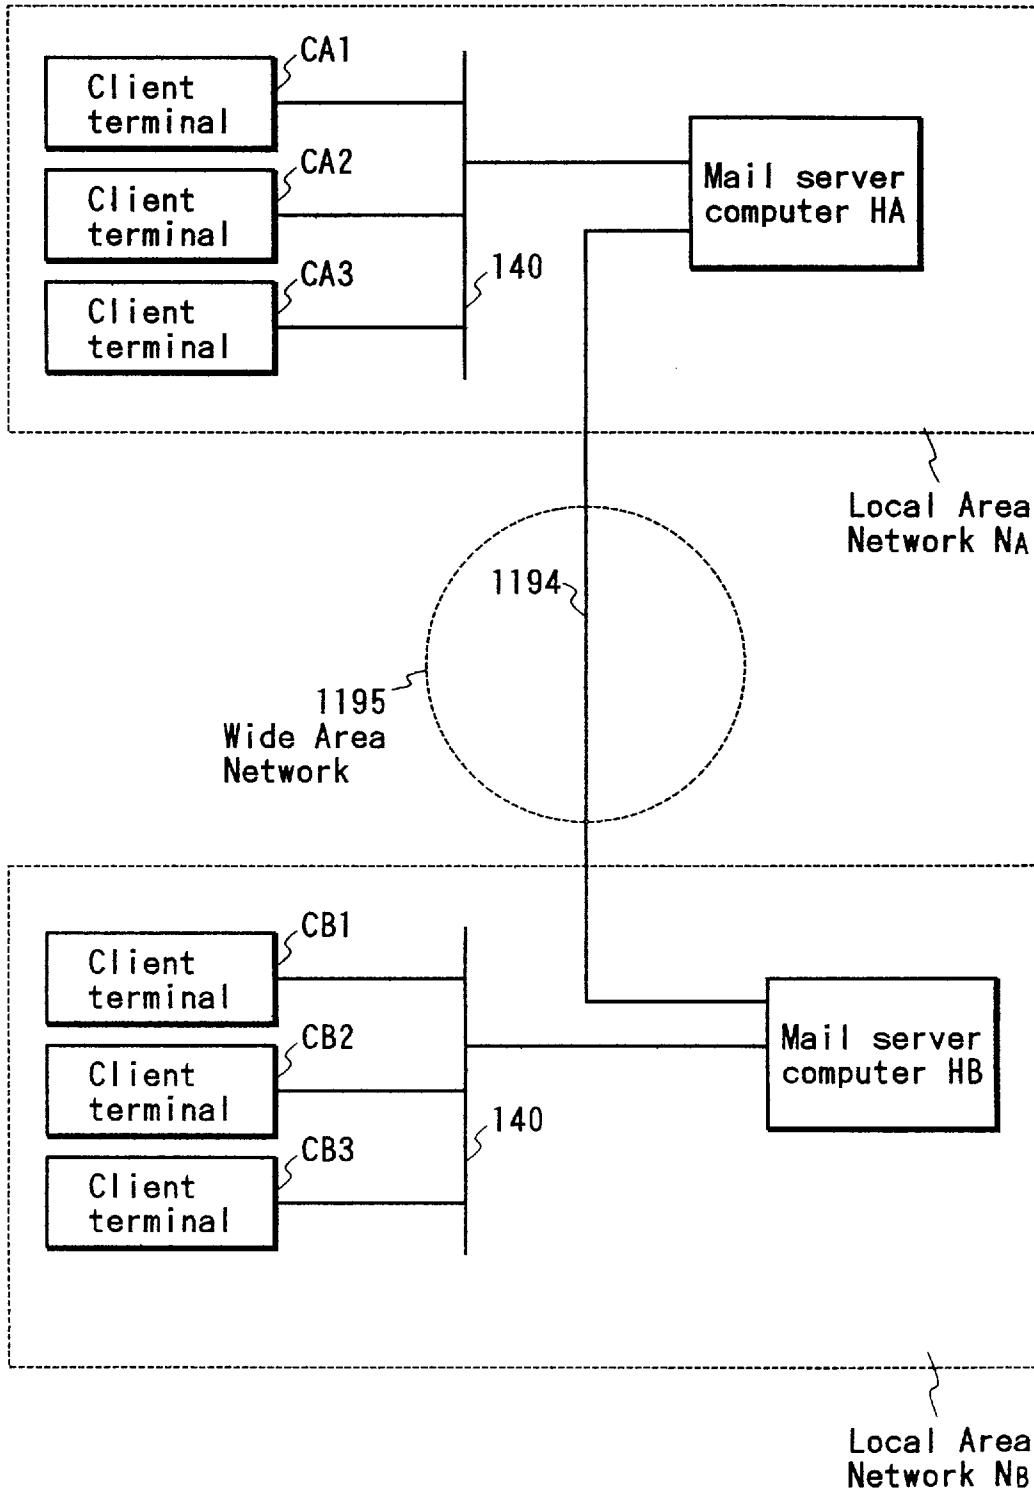 CA1
Client
terminal
CA2
Client
terminal
CA3
Client
terminal
140
Mail server
computer HA
Local Area
Network NA
1194
1195
Wide Area
Network
CB1
Client
terminal
CB2
Client
terminal
CB3
Client
terminal
140
Mail server
computer HB
Local Area
Network NB